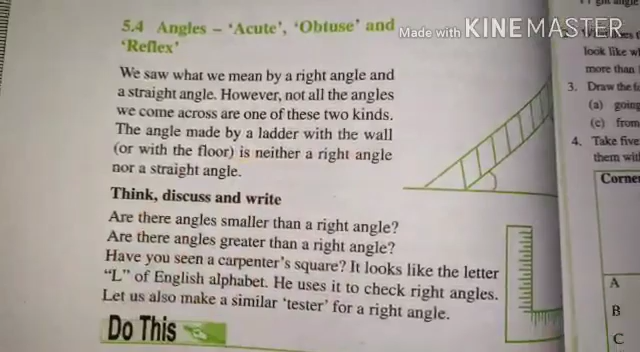 Made with KINEMASTER
5.4 Angles – 'Acute', 'Obtuse' and
'Reflex'
We saw what we mean by a right angle and
a straight angle. However, not all the angles
we come across are one of these two kinds.
The angle made by a ladder with the wall
(or with the floor) is neither a right angle
nor a straight angle.
Think, discuss and write
Are there angles smaller than a right angle?
Are there angles greater than a right angle?
Have you seen a carpenter's square? It looks like the letter
"L" of English alphabet. He uses it to check right angles.
Let us also make a similar 'tester' for a right angle.
Do This
look like
more than
3. Draw the
(a) going
(c) from
4. Take five
them
A
B
C